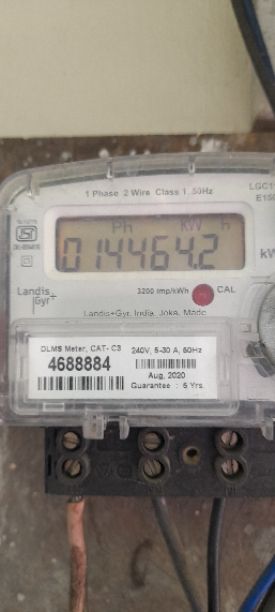 1 Phase 2 Wire Class 1 50Hz
Ph KW h
014464.2
Landis+
Gyr
3200 imp/kWh
CAL
Landis+Gyr, India, Joka, Made
DLMS Meter, CAT- C3
240V, 5-30 A, 50Hz
4688884
Aug, 2020
Guarantee : 5 Yrs.